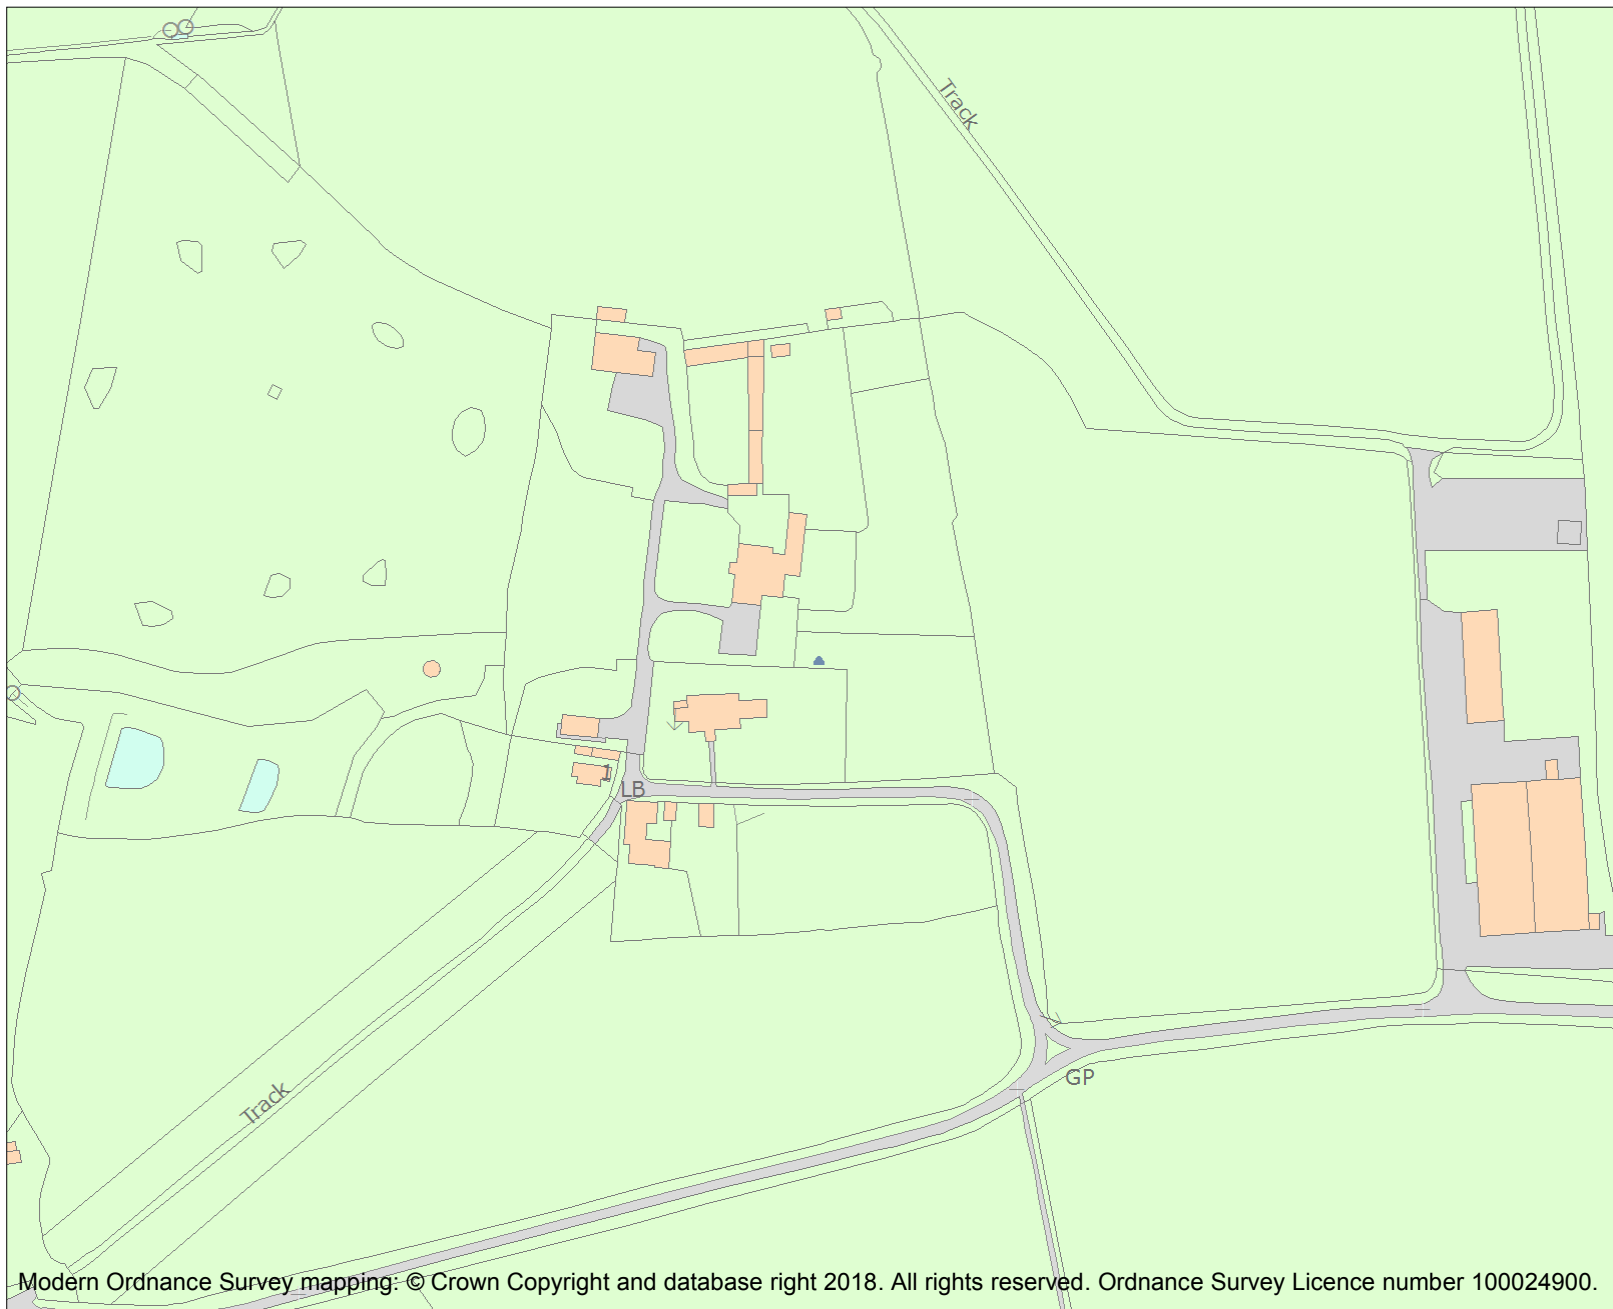 Track
1
LB
GP
Track
Modern Ordnance Survey mapping: © Crown Copyright and database right 2018. All rights reserved. Ordnance Survey Licence number 100024900.